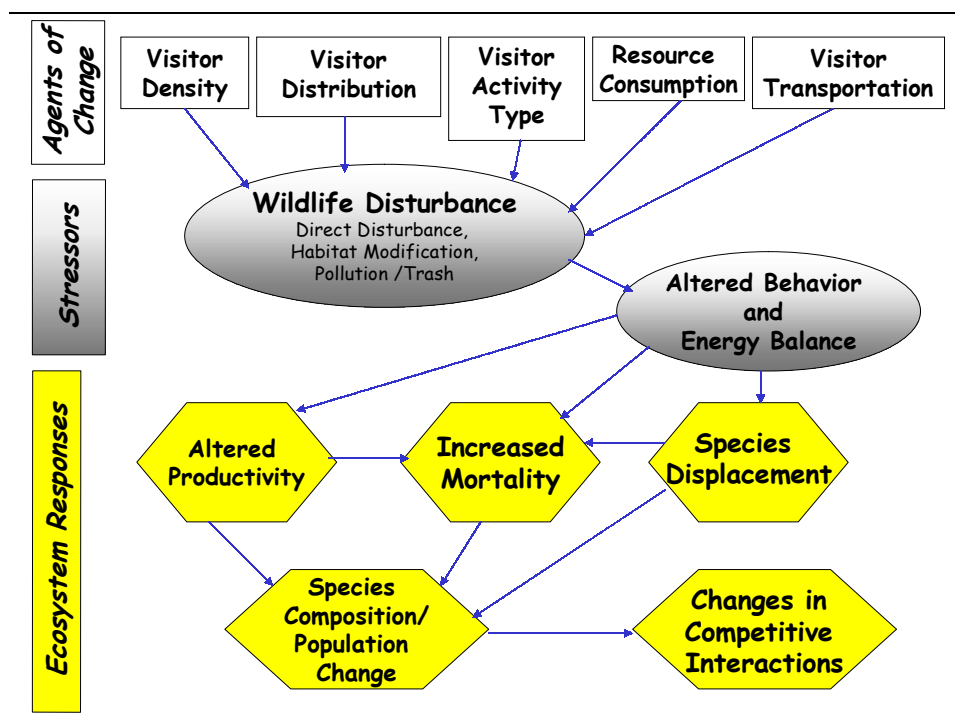 Agents of
Change
Visitor
Density
Visitor
Distribution
Visitor
Activity
Type
Resource
Consumption
Visitor
Transportation
Stressors
Wildlife Disturbance
Direct Disturbance,
Habitat Modification,
Pollution /Trash
Altered Behavior
and
Energy Balance
Ecosystem Responses
Altered
Productivity
Increased
Mortality
Species
Displacement
Species
Composition/
Population
Change
Changes in
Competitive
Interactions